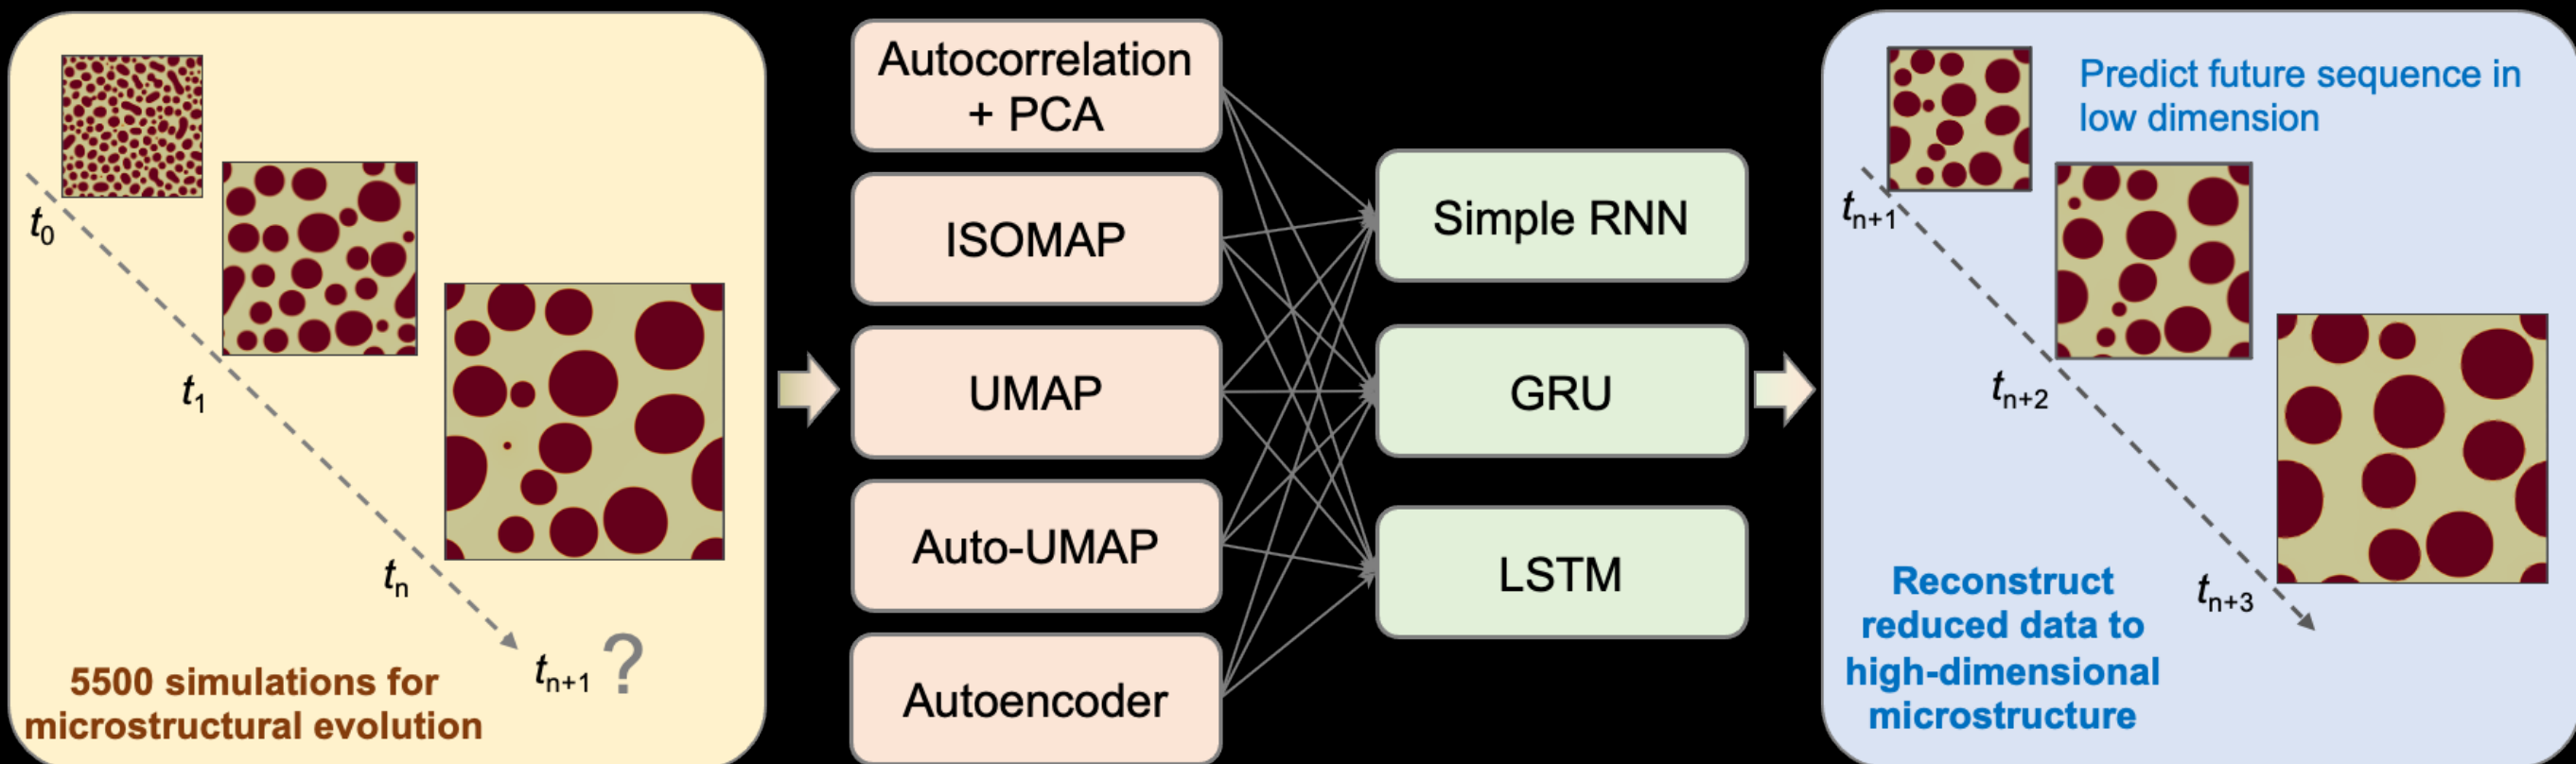 t0
t1
tn
tn+1 ?
5500 simulations for
microstructural evolution
Autocorrelation
+ PCA
ISOMAP
UMAP
Auto-UMAP
Autoencoder
Simple RNN
GRU
LSTM
Predict future sequence in
low dimension
tn+1
tn+2
tn+3
Reconstruct
reduced data to
high-dimensional
microstructure